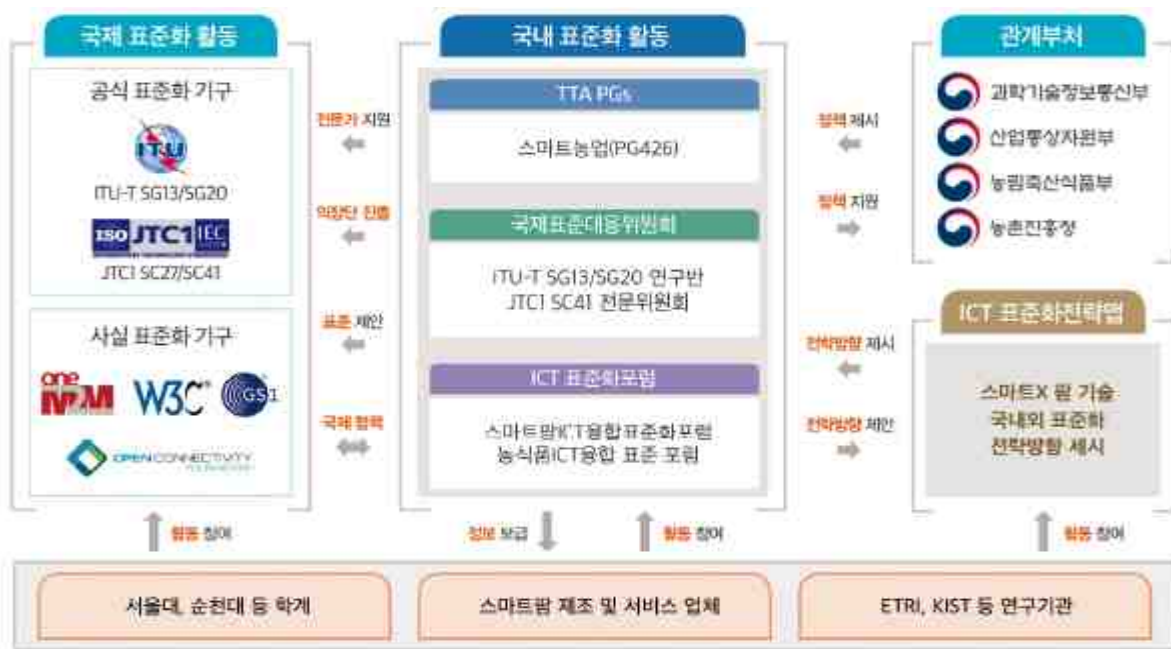 국제 표준화 활동
공식 표준화 기구
ITU
ITU-T SG13/SG20
ISO JTC1 IEC
JTC1 SC27/SC41
사실 표준화 기구
one M2M
W3C
GS1
OPEN CONNECTIVITY
전문가 지원
의장단 진출
표준 제안
국제 협력
국내 표준화 활동
TTA PGs
스마트농업(PG426)
국제표준대응위원회
ITU-T SG13/SG20 연구반
JTC1 SC41 전문위원회
ICT 표준화포럼
스마트팜ICT융합표준화포럼
농식품ICT융합 표준 포럼
정책 제시
정책 지원
전략방향 제시
전략방향 제안
관계부처
과학기술정보통신부
산업통상자원부
농림축산식품부
농촌진흥청
ICT 표준화전략맵
스마트X 팜 기술
국내외 표준화
전략방향 제시
활동 참여
정보 보급
활동 참여
활동 참여
서울대, 순천대 등 학계
스마트팜 제조 및 서비스 업체
ETRI, KIST 등 연구기관